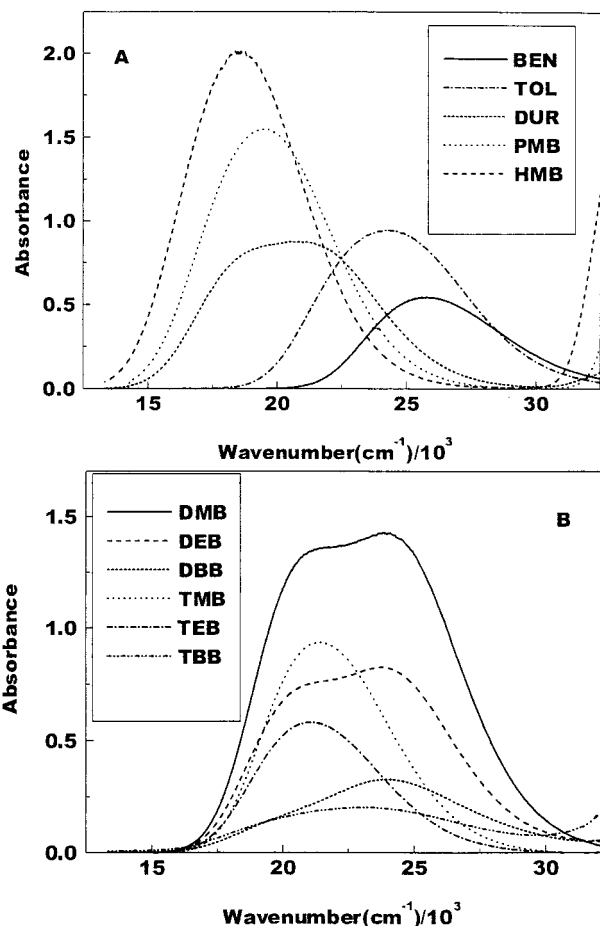 A
BEN
TOL
DUR
PMB
HMB
Absorbance
2.0
1.5
1.0
0.5
0.0
15 20 25 30
Wavenumber(cm⁻¹)/10³
B
DMB
DEB
DBB
TMB
TEB
TBB
Absorbance
1.5
1.0
0.5
0.0
15 20 25 30
Wavenumber(cm⁻¹)/10³